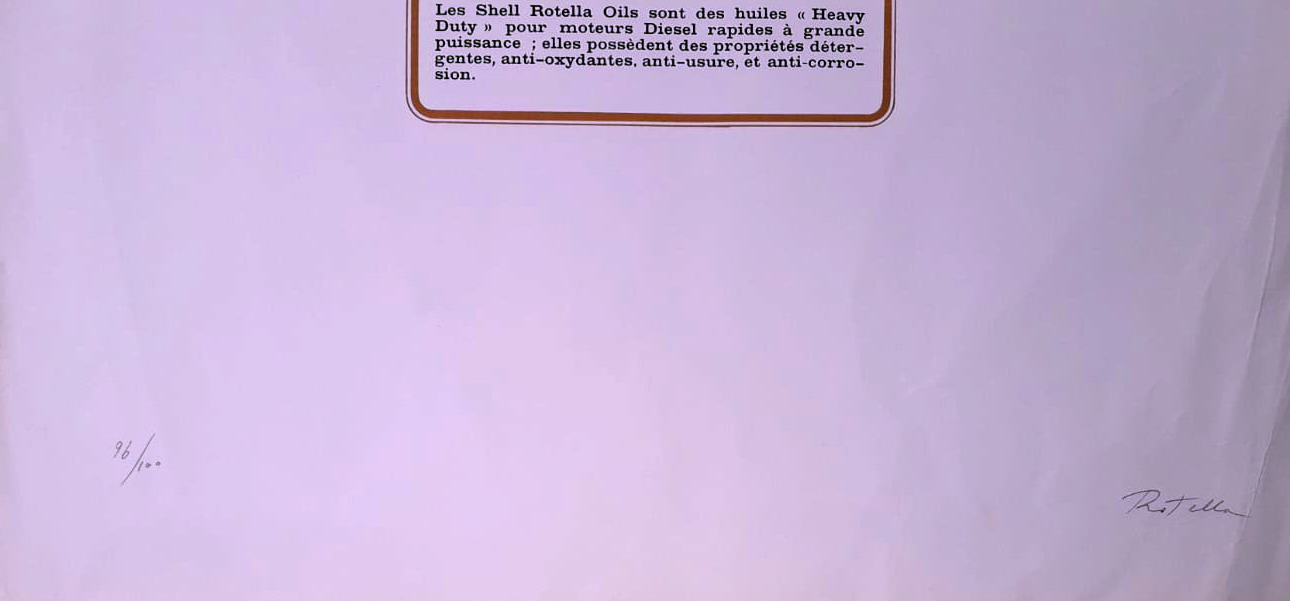 Les Shell Rotella Oils sont des huiles « Heavy
Duty » pour moteurs Diesel rapides à grande
puissance ; elles possèdent des propriétés déter-
gentes, anti-oxydantes, anti-usure, et anti-corro-
sion.
96/100
Rotella